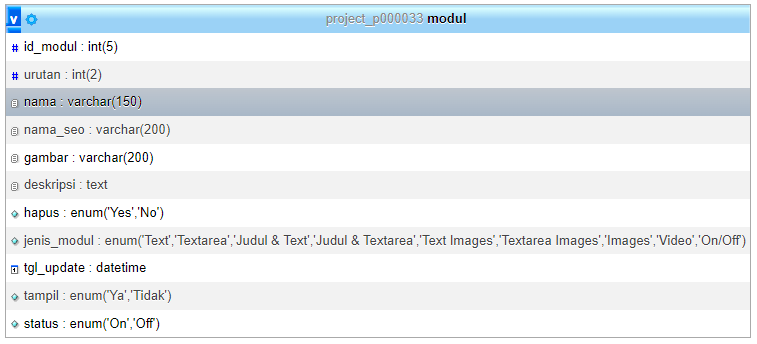 v project_p000033 modul
# id_modul : int(5)
# urutan : int(2)
nama : varchar(150)
nama_seo : varchar(200)
gambar : varchar(200)
deskripsi : text
hapus : enum('Yes','No')
jenis_modul : enum('Text','Textarea','Judul & Text','Judul & Textarea','Text Images','Textarea Images','Images','Video','On/Off')
tgl_update : datetime
tampil : enum('Ya','Tidak')
status : enum('On','Off')